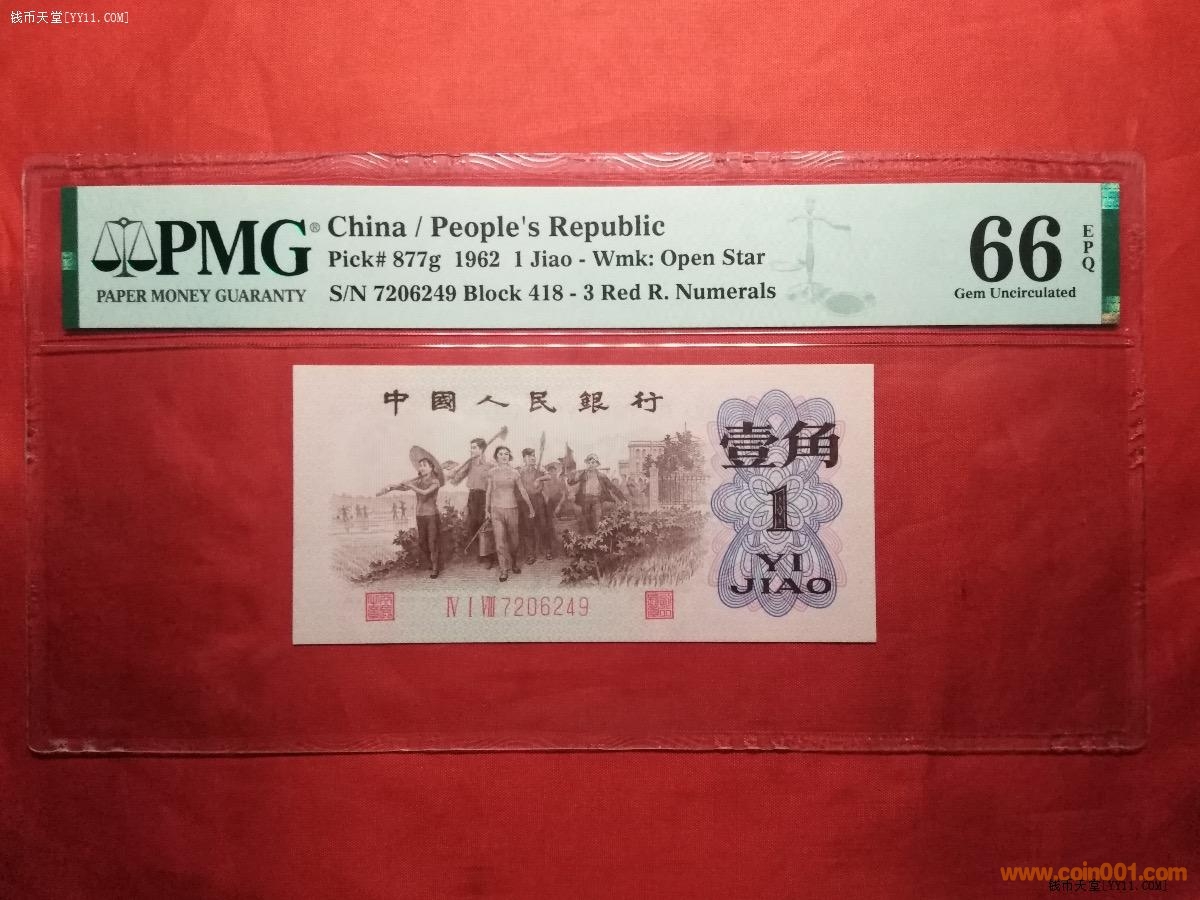 钱币天堂[YY11.COM]
PMG®
PAPER MONEY GUARANTY
China / People's Republic
Pick# 877g 1962 1 Jiao - Wmk: Open Star
S/N 7206249 Block 418 - 3 Red R. Numerals
66
EPQ
Gem Uncirculated
中國人民銀行
壹角
1
YI
JIAO
Ⅳ Ⅰ Ⅷ 7206249
www.coin001.com
钱币天堂[YY11.COM]